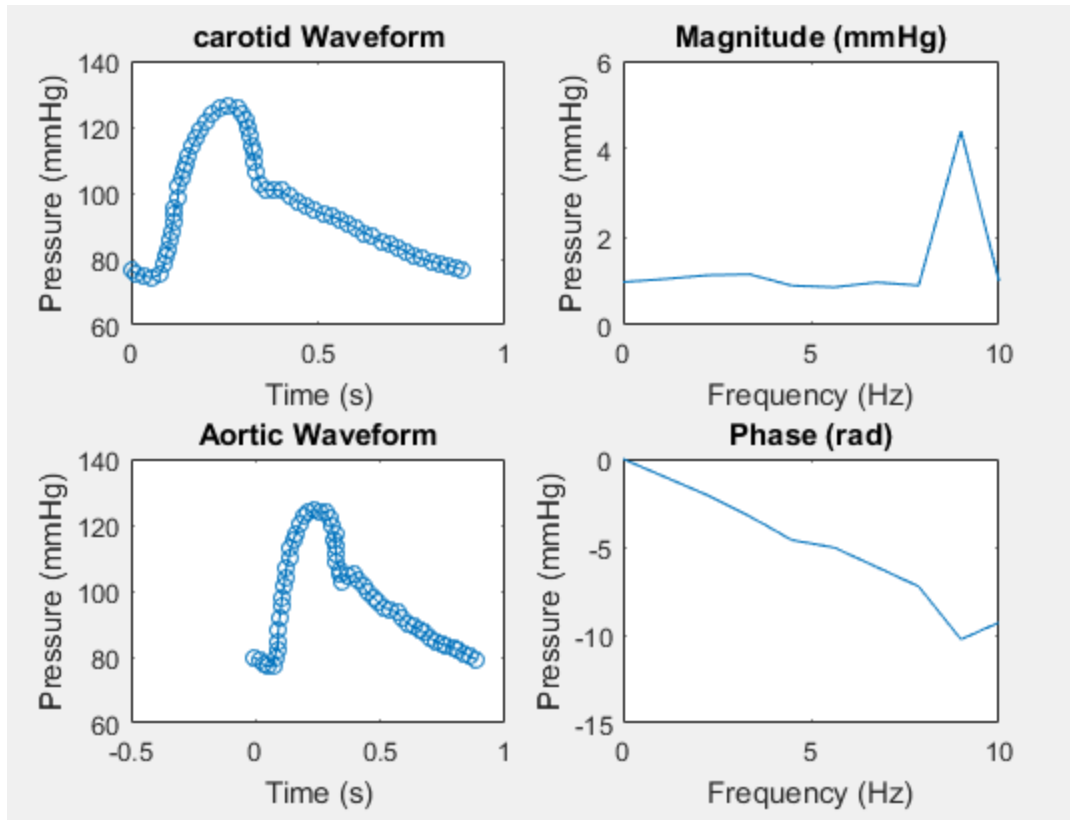 carotid Waveform
140
120
100
80
60
Pressure (mmHg)
0
0.5
1
Time (s)
Magnitude (mmHg)
6
4
2
0
Pressure (mmHg)
0
5
10
Frequency (Hz)
Aortic Waveform
140
120
100
80
60
Pressure (mmHg)
-0.5
0
0.5
1
Time (s)
Phase (rad)
0
-5
-10
-15
Pressure (mmHg)
0
5
10
Frequency (Hz)